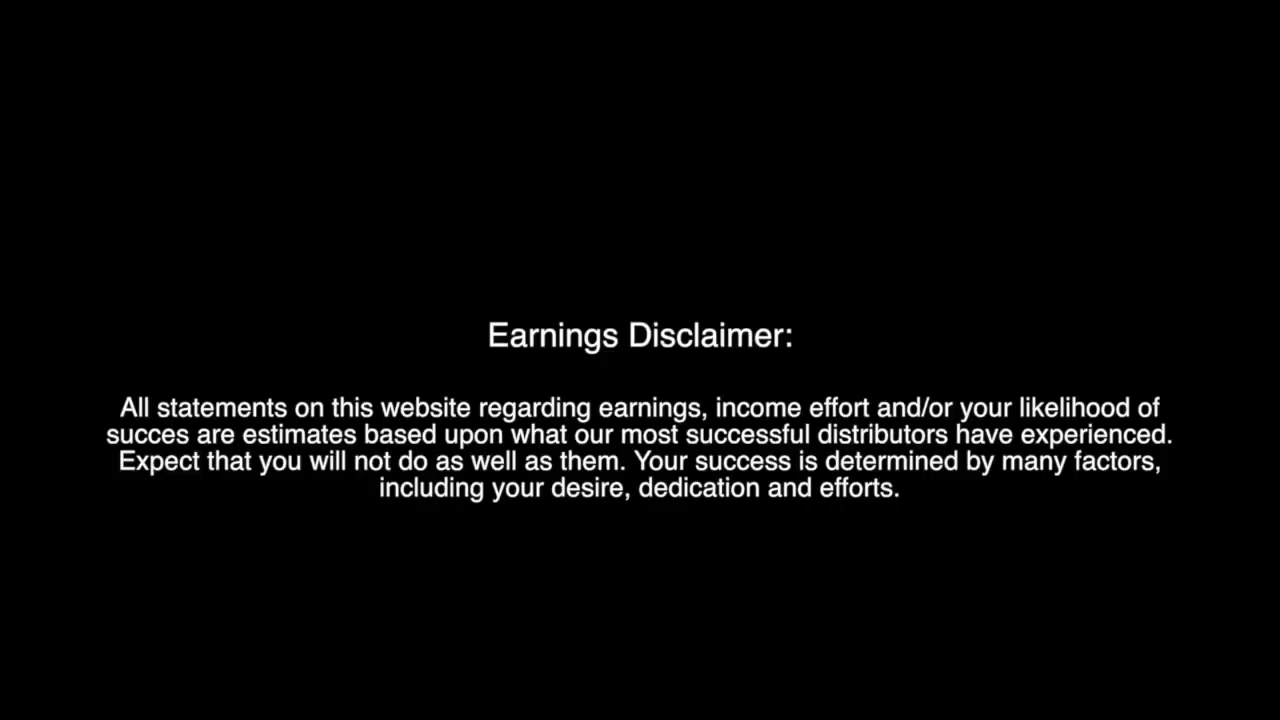 Earnings Disclaimer:
All statements on this website regarding earnings, income effort and/or your likelihood of
succes are estimates based upon what our most successful distributors have experienced.
Expect that you will not do as well as them. Your success is determined by many factors,
including your desire, dedication and efforts.